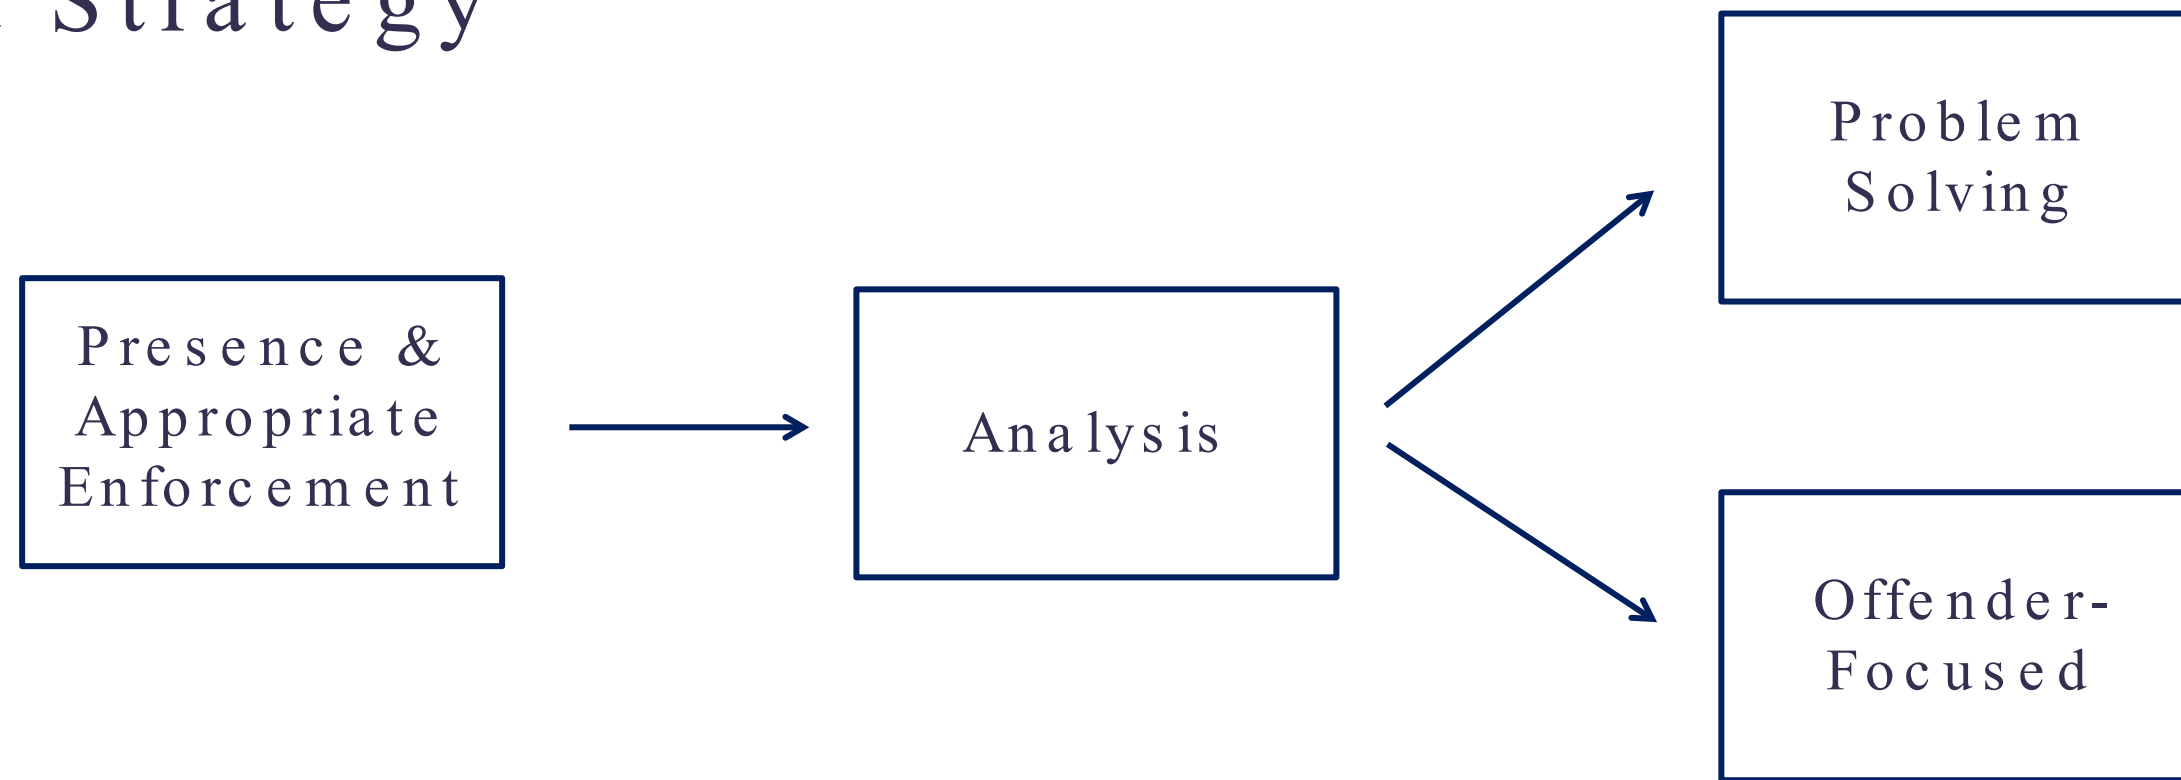 Strategy
Presence &
Appropriate
Enforcement
Analysis
Problem
Solving
Offender-
Focused